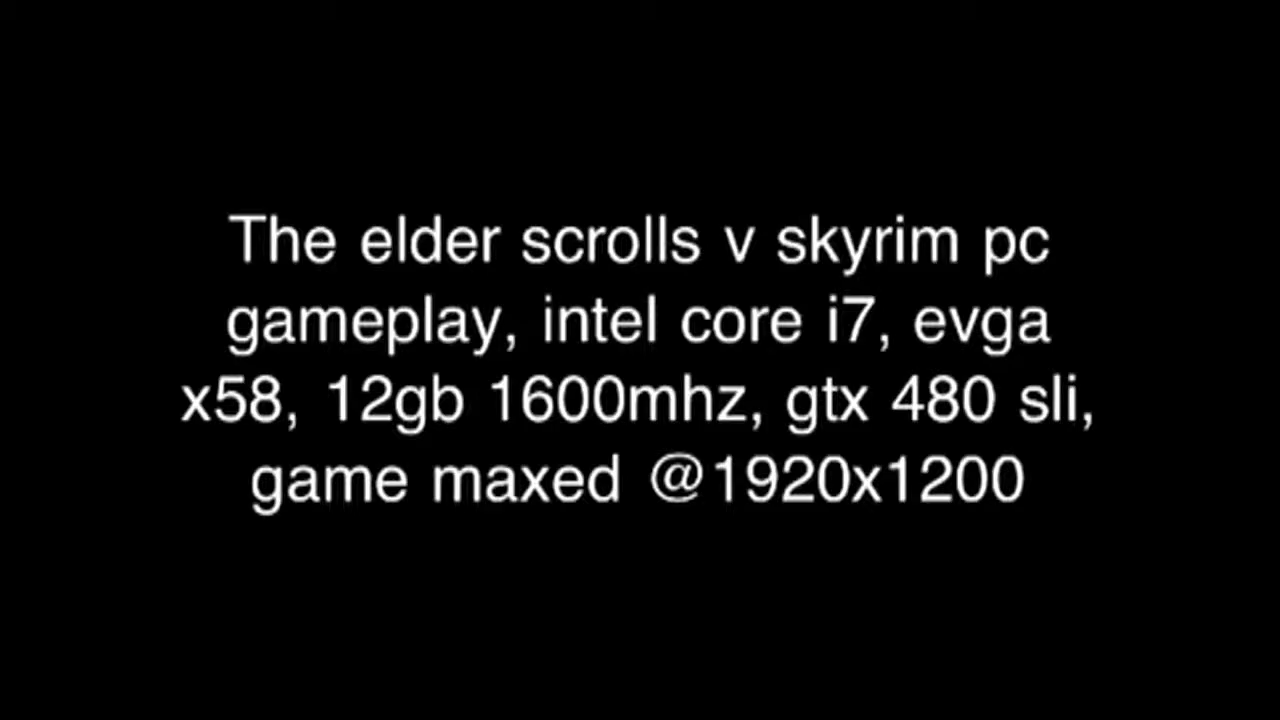 The elder scrolls v skyrim pc
gameplay, intel core i7, evga
x58, 12gb 1600mhz, gtx 480 sli,
game maxed @1920x1200